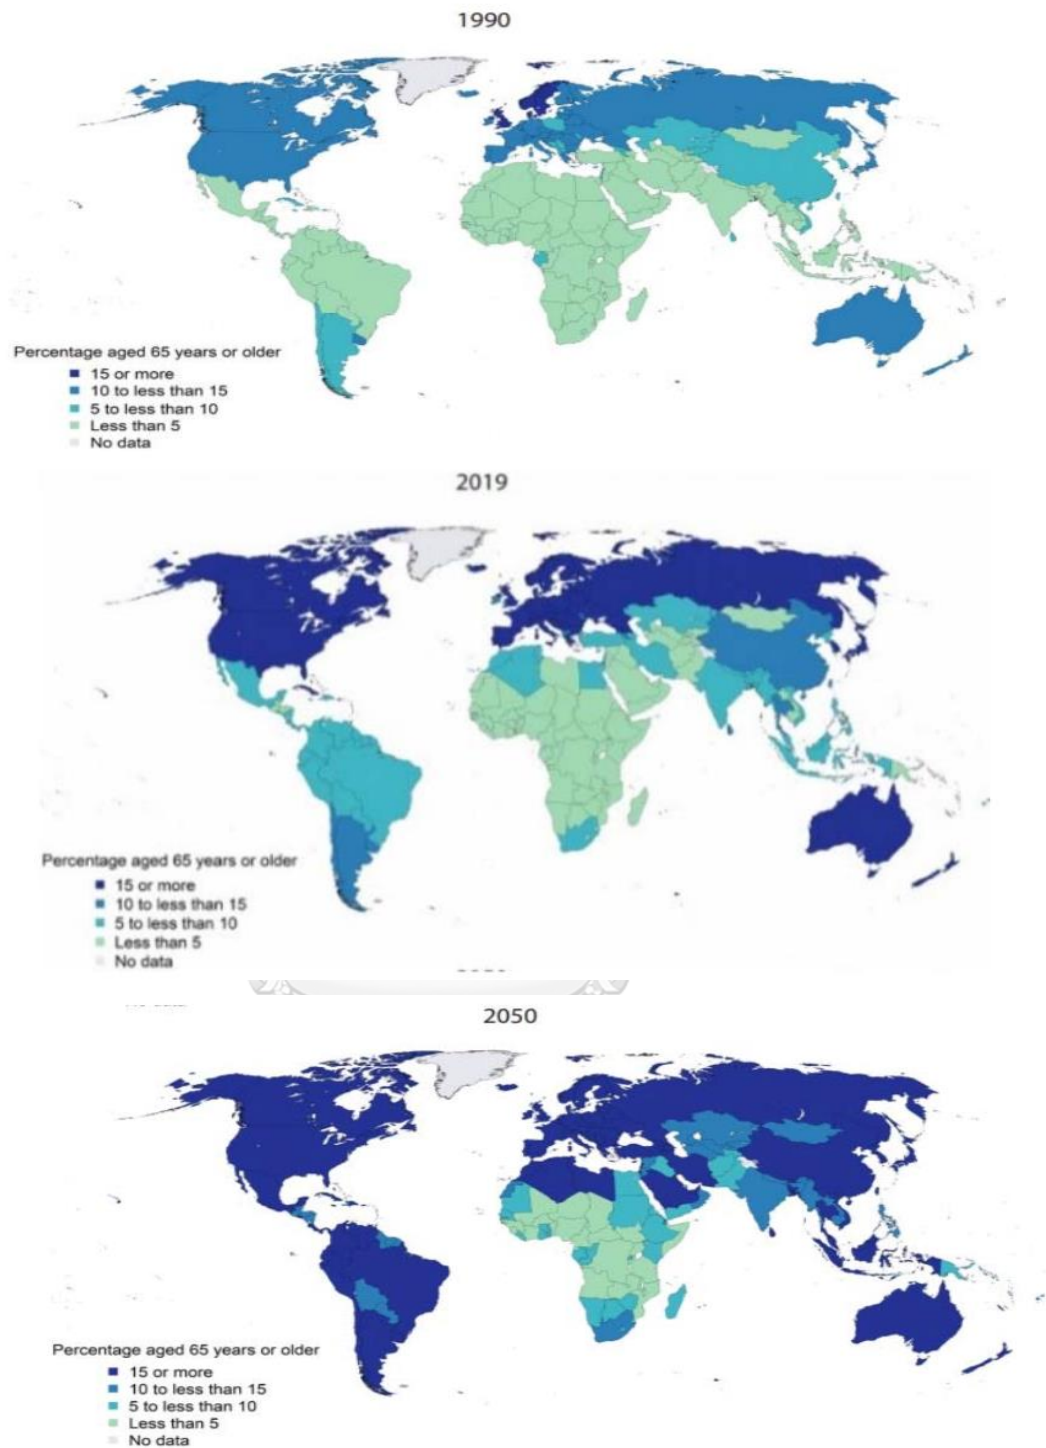 1990
Percentage aged 65 years or older
15 or more
10 to less than 15
5 to less than 10
Less than 5
No data
2019
Percentage aged 65 years or older
15 or more
10 to less than 15
5 to less than 10
Less than 5
No data
2050
Percentage aged 65 years or older
15 or more
10 to less than 15
5 to less than 10
Less than 5
No data